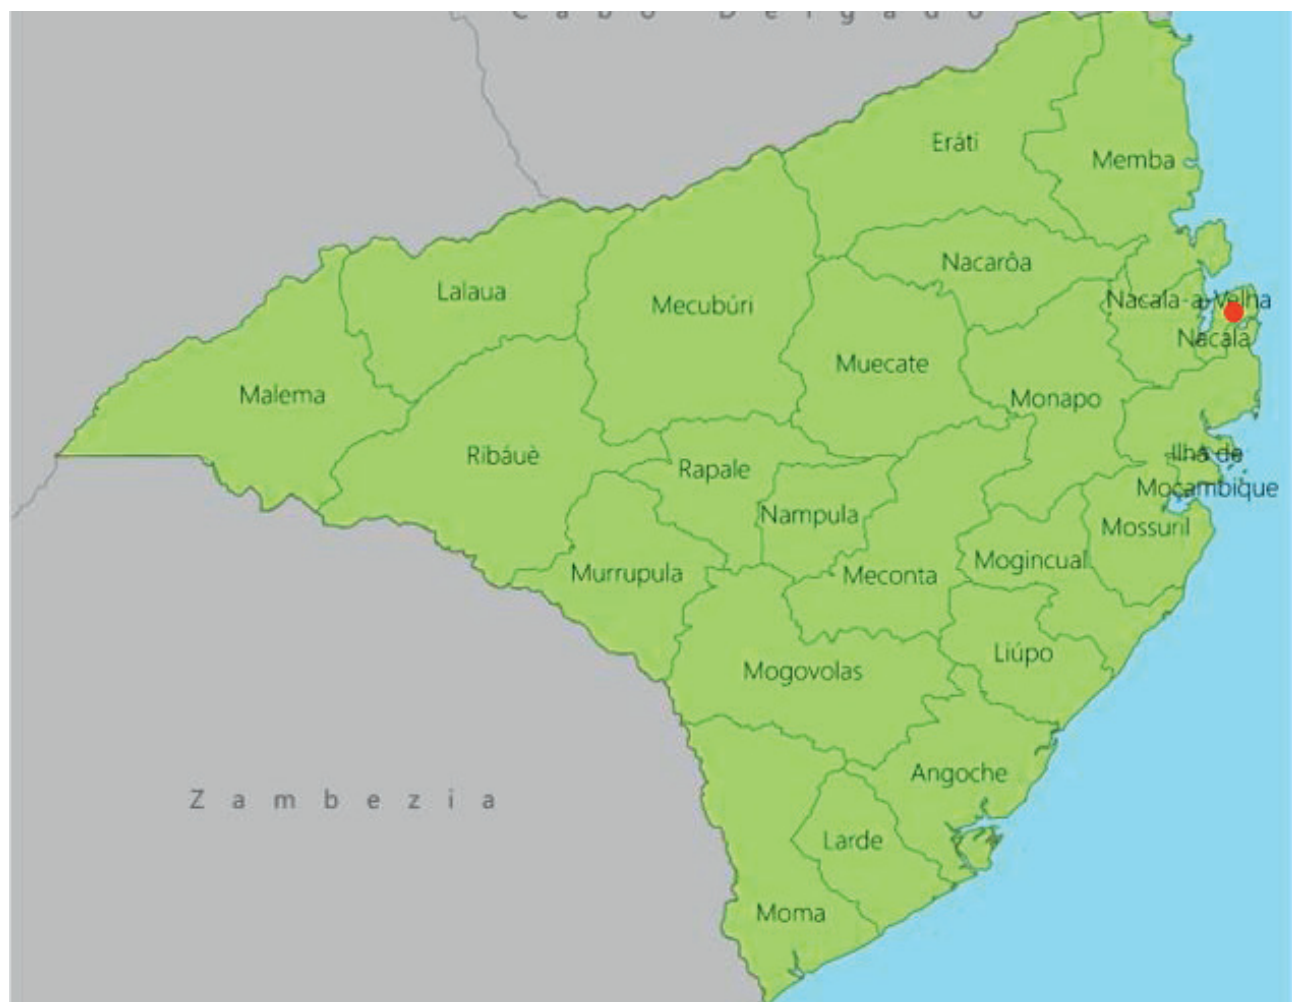 Cabo Delgado
Eráti
Memba
Nacarôa
Lalaua
Mecubúri
Nacala-a-Velha
Nacala
Muecate
Malema
Monapo
Ribáuè
Rapale
Ilha de
Moçambique
Nampula
Mossuril
Mogincual
Murrupula
Meconta
Liúpo
Mogovolas
Angoche
Zambezia
Larde
Moma